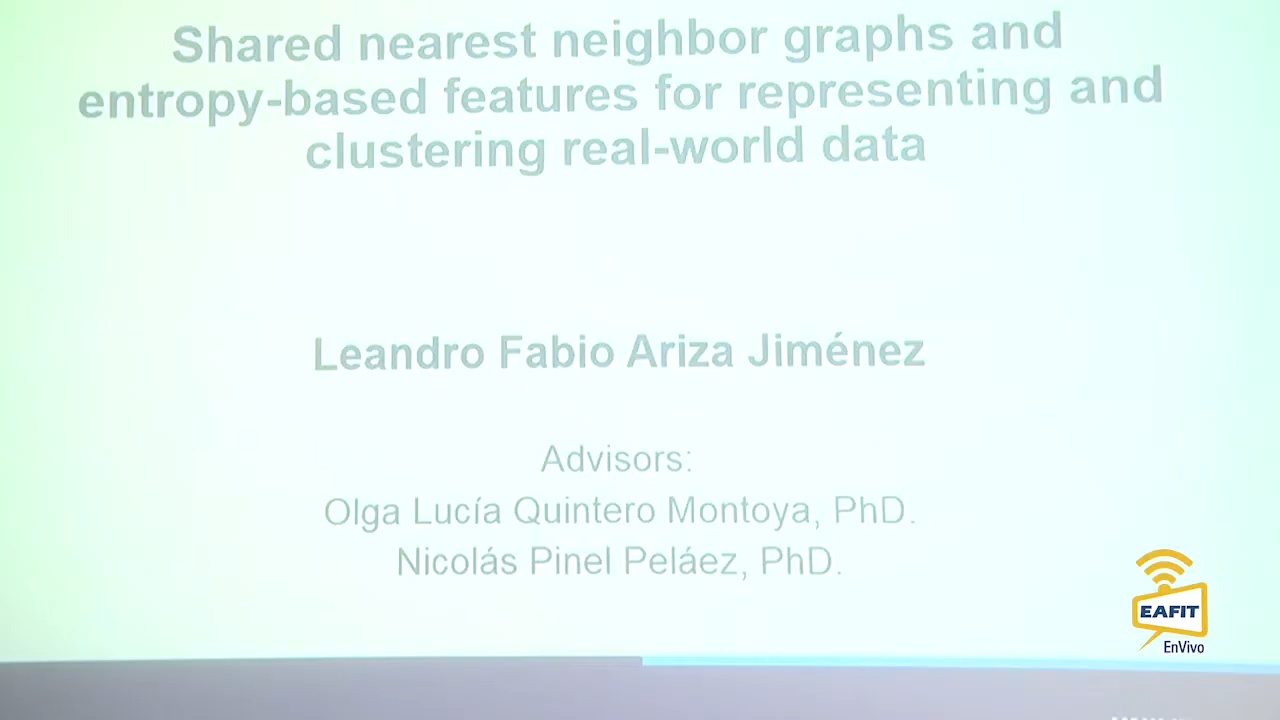 Shared nearest neighbor graphs and
entropy-based features for representing and
clustering real-world data
Leandro Fabio Ariza Jiménez
Advisors:
Olga Lucía Quintero Montoya, PhD.
Nicolás Pinel Peláez, PhD.
EAFIT
EnVivo